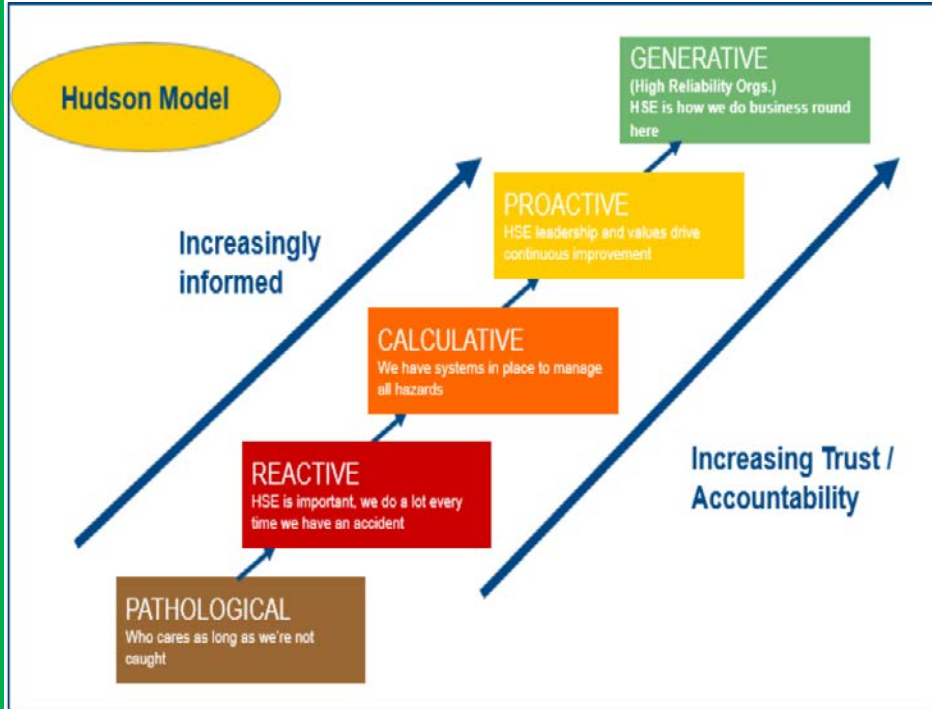 Hudson Model
GENERATIVE
(High Reliability Orgs.)
HSE is how we do business round
here
PROACTIVE
HSE leadership and values drive
continuous improvement
Increasingly
informed
CALCULATIVE
We have systems in place to manage
all hazards
REACTIVE
HSE is important, we do a lot every
time we have an accident
Increasing Trust /
Accountability
PATHOLOGICAL
Who cares as long as we're not
caught